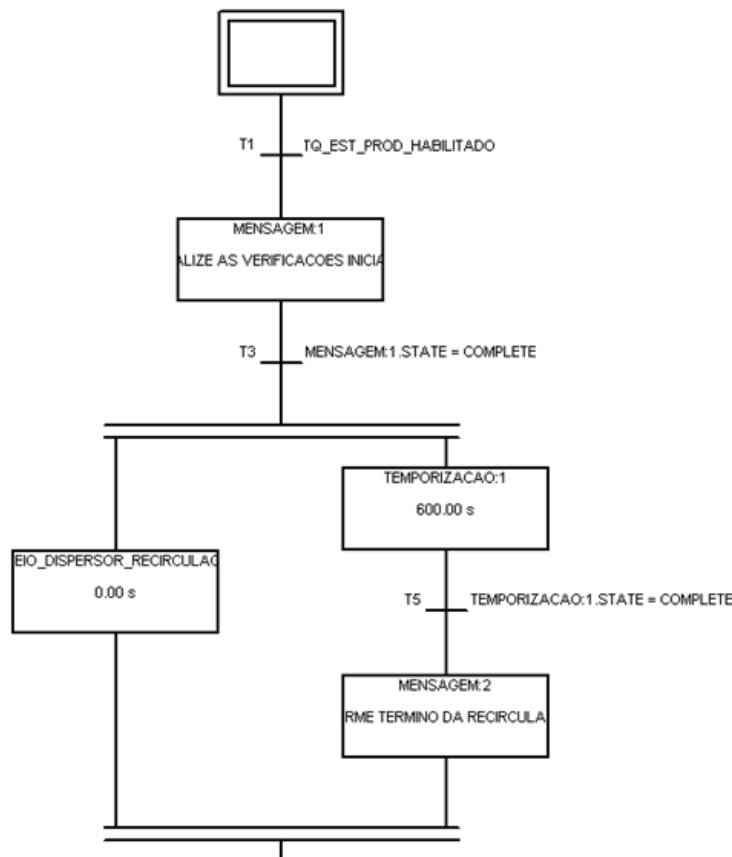 T1 TQ_EST_PROD_HABILITADO
MENSAGEM:1
ALIZE AS VERIFICACOES INICIA
T3 MENSAGEM:1.STATE = COMPLETE
TEMPORIZACAO:1
600.00 s
EIO_DISPERSOR_RECIRCULAC
0.00 s
T5 TEMPORIZACAO:1.STATE = COMPLETE
MENSAGEM:2
RME TERMINO DA RECIRCULA